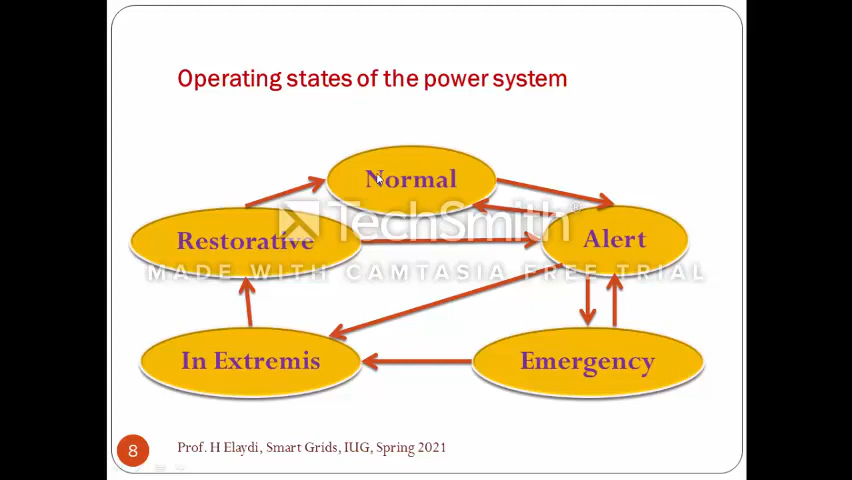 Operating states of the power system
Normal
TechSmith
Restorative
Alert
MADE WITH CAMTASIA FREE TRIAL
In Extremis
Emergency
8
Prof. H Elaydi, Smart Grids, IUG, Spring 2021